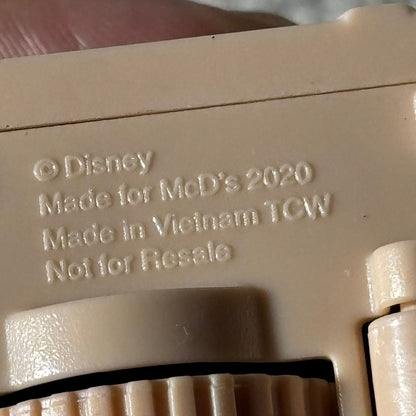 © Disney
Made for McD's 2020
Made in Vietnam TCW
Not for Resale